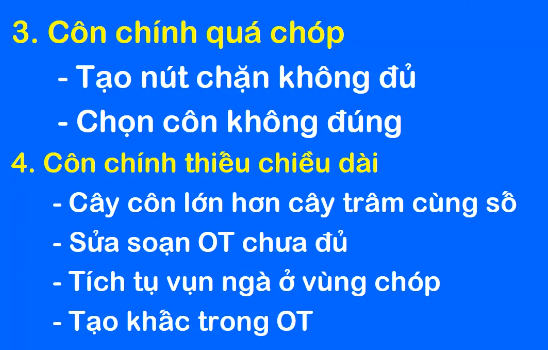 3. Côn chính quá chóp
- Tạo nút chặn không đủ
- Chọn côn không đúng
4. Côn chính thiếu chiều dài
- Cây côn lớn hơn cây trâm cùng số
- Sửa soạn OT chưa đủ
- Tích tụ vụn ngà ở vùng chóp
- Tạo khấc trong OT